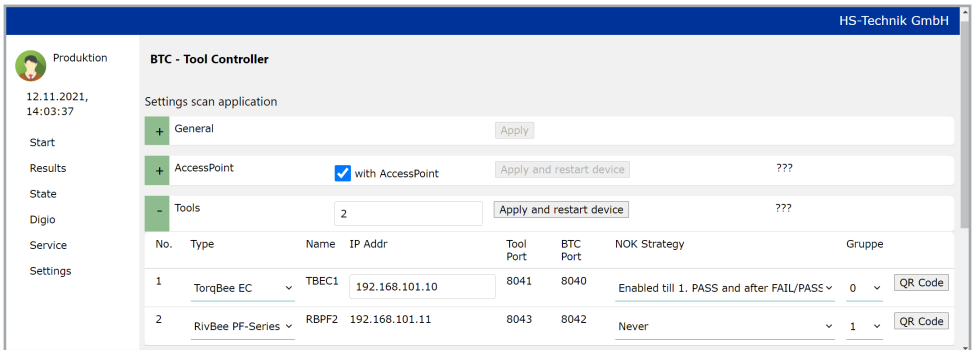 HS-Technik GmbH
Produktion
12.11.2021,
14:03:37
Start
Results
State
Digio
Service
Settings
BTC - Tool Controller
Settings scan application
+ General Apply
+ AccessPoint with AccessPoint Apply and restart device ???
- Tools 2 Apply and restart device ???
No. Type Name IP Addr Tool Port BTC Port NOK Strategy Gruppe
1 TorqBee EC TBEC1 192.168.101.10 8041 8040 Enabled till 1. PASS and after FAIL/PASS 0 QR Code
2 RivBee PF-Series RBPF2 192.168.101.11 8043 8042 Never 1 QR Code